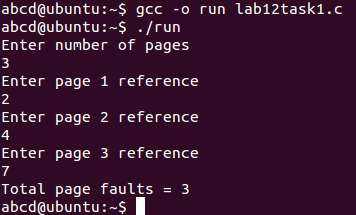 abcd@ubuntu:~$ gcc -o run lab12task1.c
abcd@ubuntu:~$ ./run
Enter number of pages
3
Enter page 1 reference
2
Enter page 2 reference
4
Enter page 3 reference
7
Total page faults = 3
abcd@ubuntu:~$